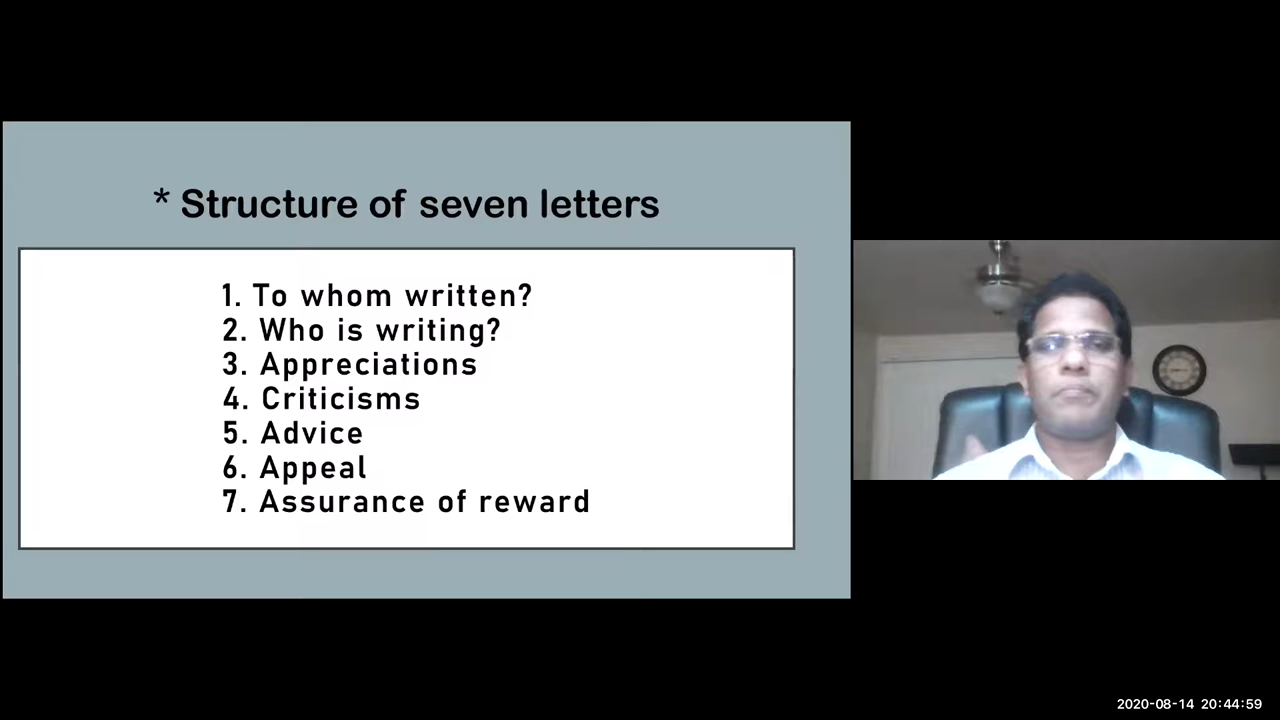 * Structure of seven letters
1. To whom written?
2. Who is writing?
3. Appreciations
4. Criticisms
5. Advice
6. Appeal
7. Assurance of reward
2020-08-14 20:44:59